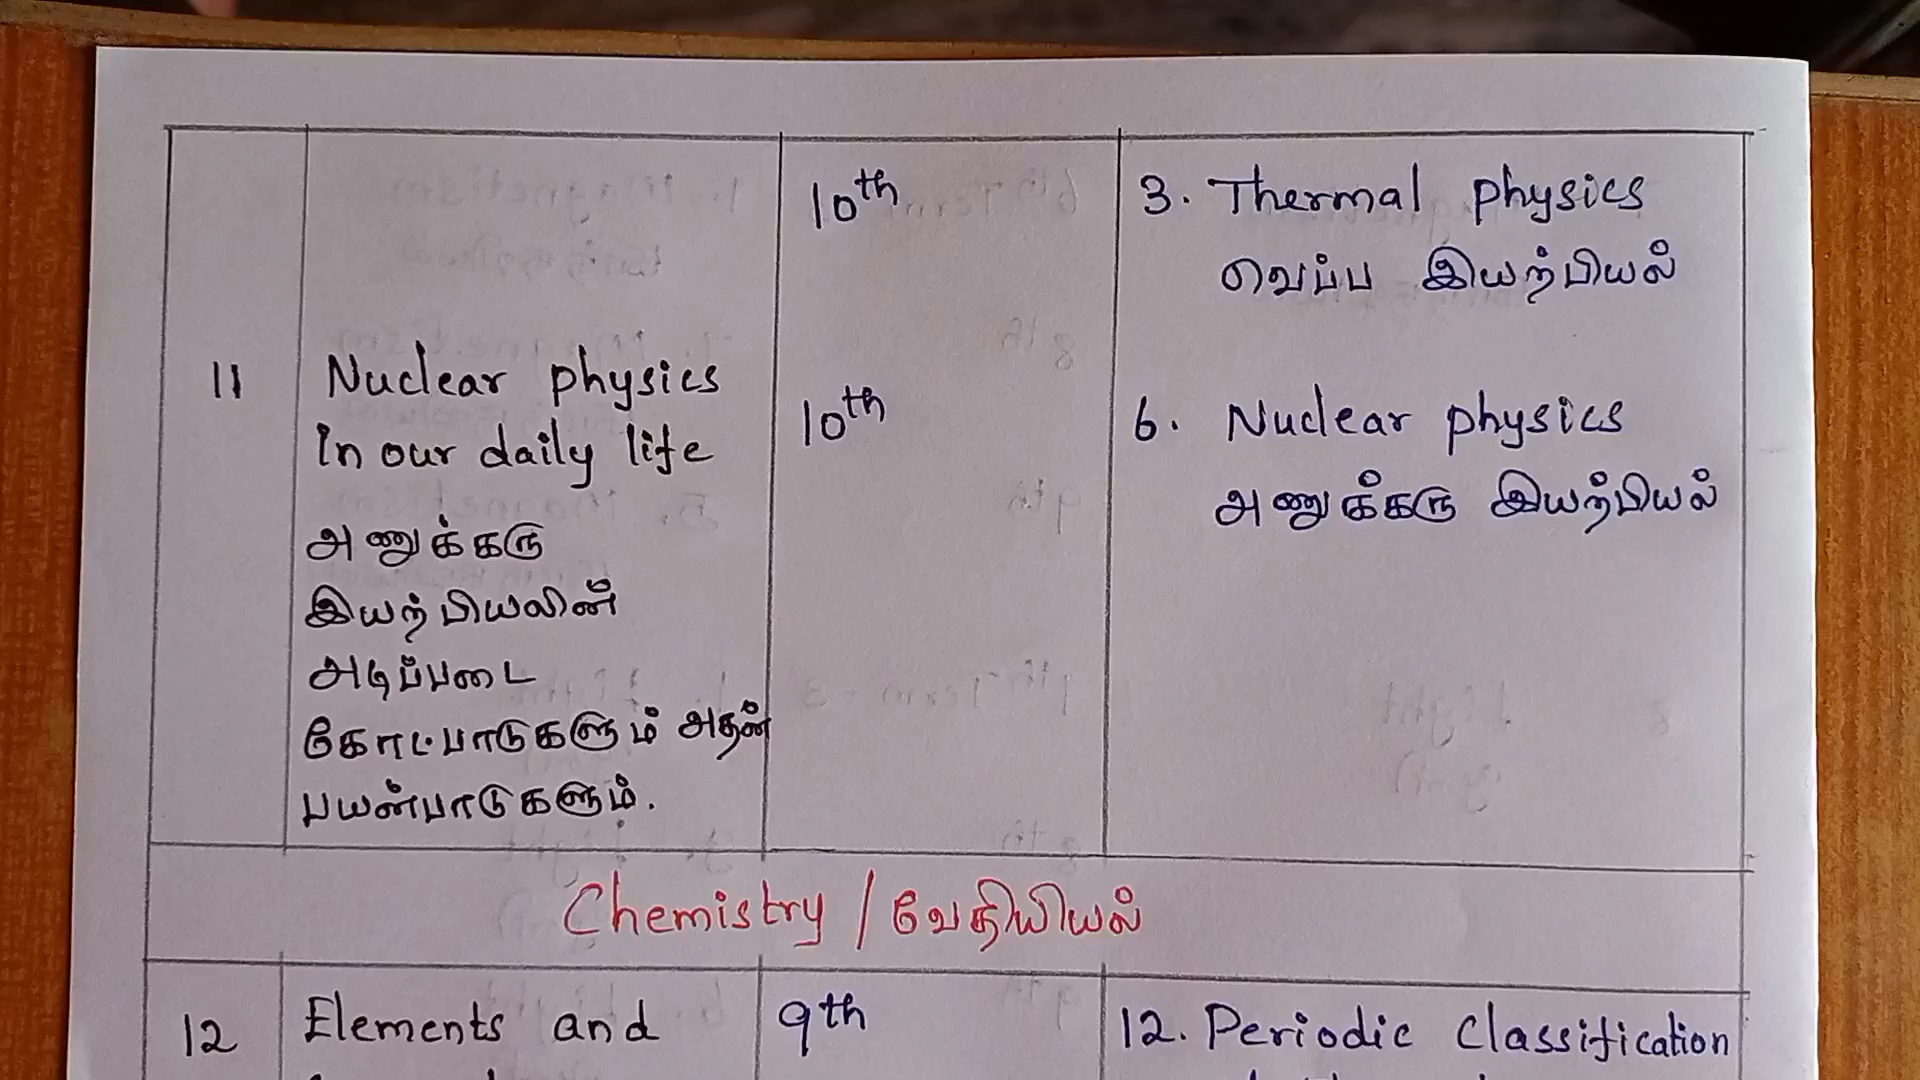 10th 3. Thermal physics
வெப்ப இயற்பியல்
11 Nuclear physics
In our daily life
10th 6. Nuclear physics
அணுக்கரு இயற்பியல்
அணுக்கரு
இயற்பியலின்
அடிப்படை
கோட்பாடுகளும் அதன்
பயன்பாடுகளும்.
Chemistry / வேதியியல்
12 Elements and 9th 12. Periodic Classification